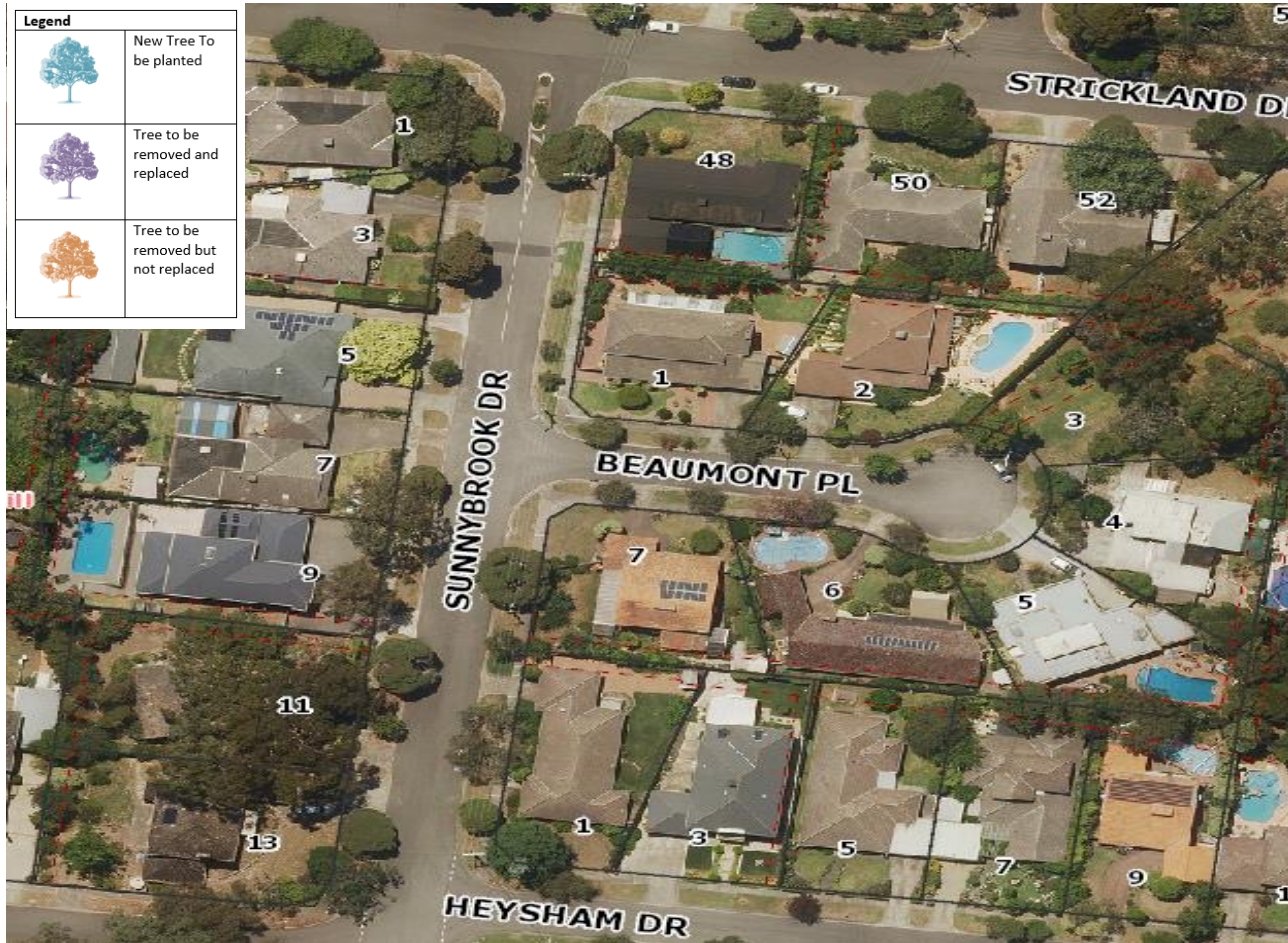 Legend
New Tree To
be planted
Tree to be
removed and
replaced
Tree to be
removed but
not replaced
STRICKLAND
1
48
50
52
3
5
1
2
3
SUNNYBROOK DR
BEAUMONT PL
7
4
9
7
6
5
11
1
3
5
7
9
13
HEYSHAM DR